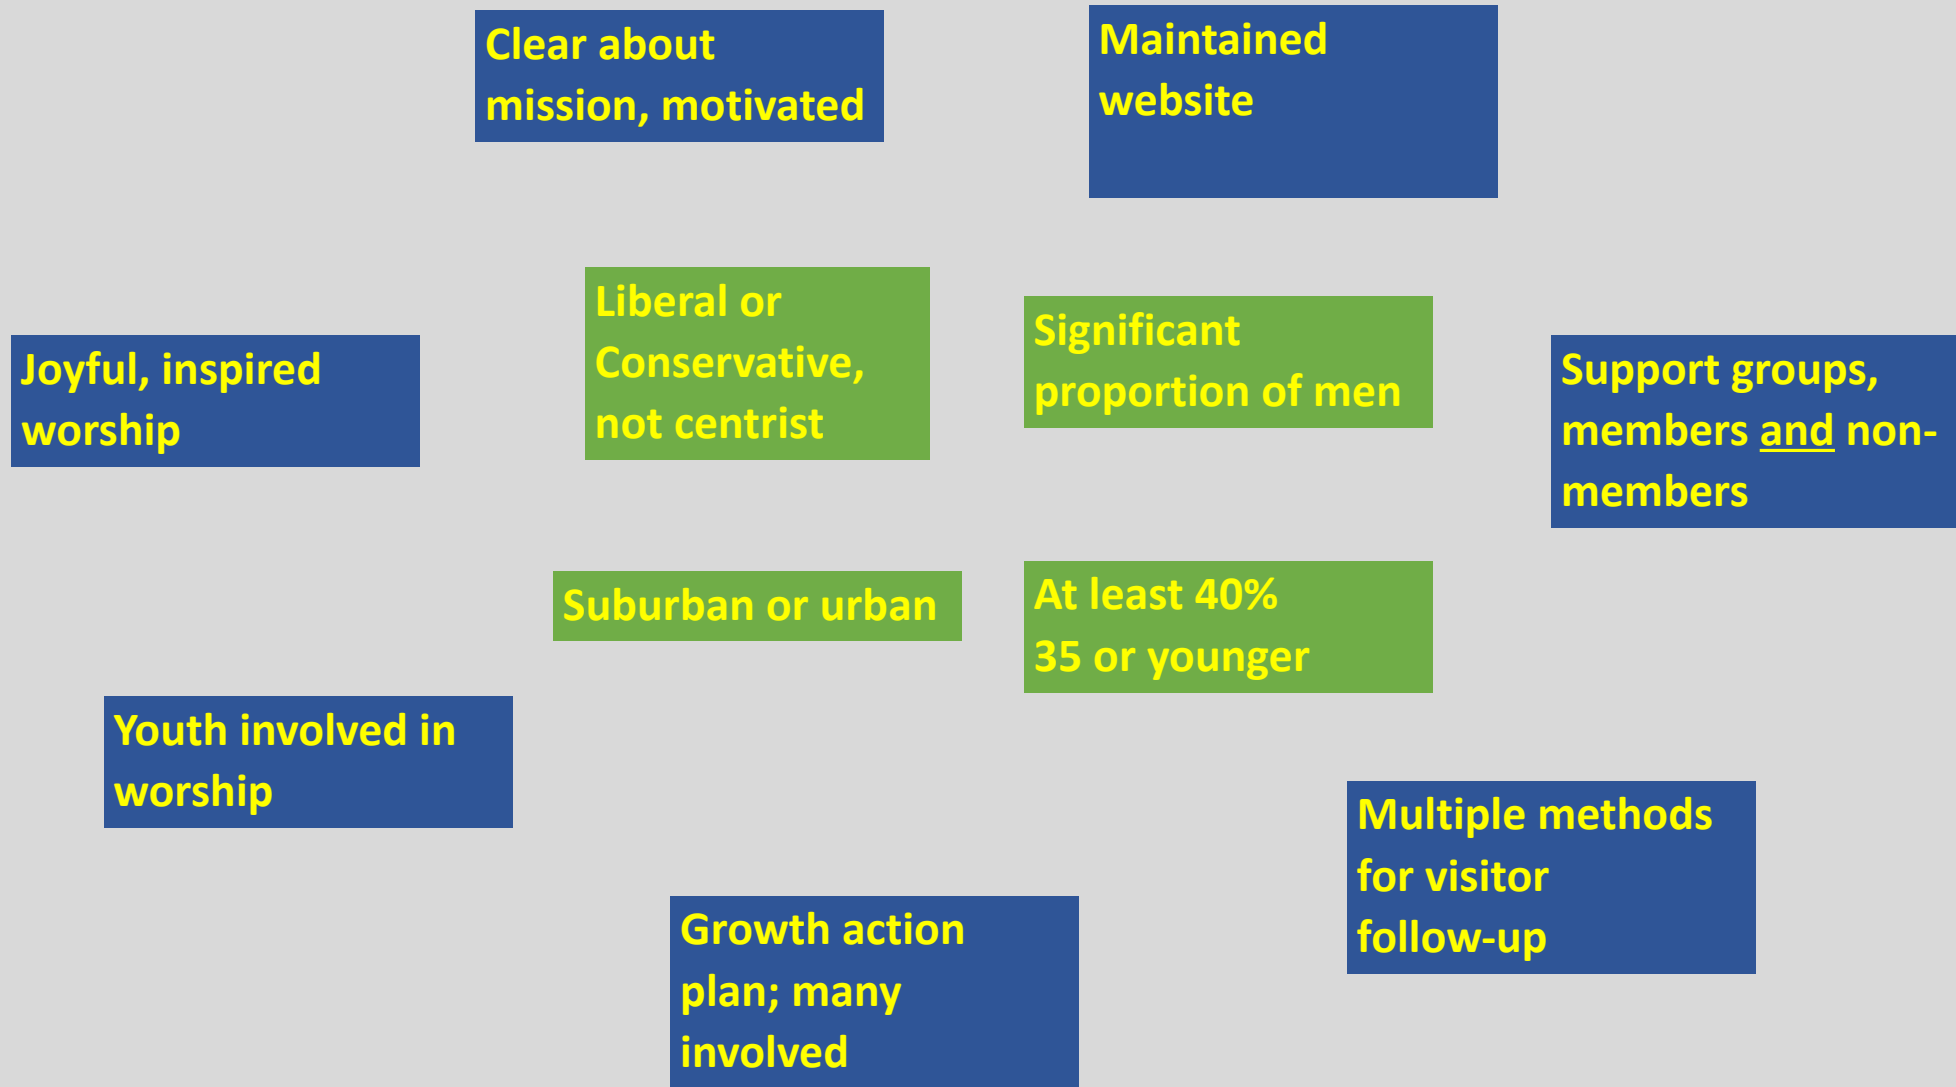 Clear about
mission, motivated
Maintained
website
Liberal or
Conservative,
not centrist
Significant
proportion of men
Joyful, inspired
worship
Support groups,
members and non-
members
Suburban or urban
At least 40%
35 or younger
Youth involved in
worship
Multiple methods
for visitor
follow-up
Growth action
plan; many
involved